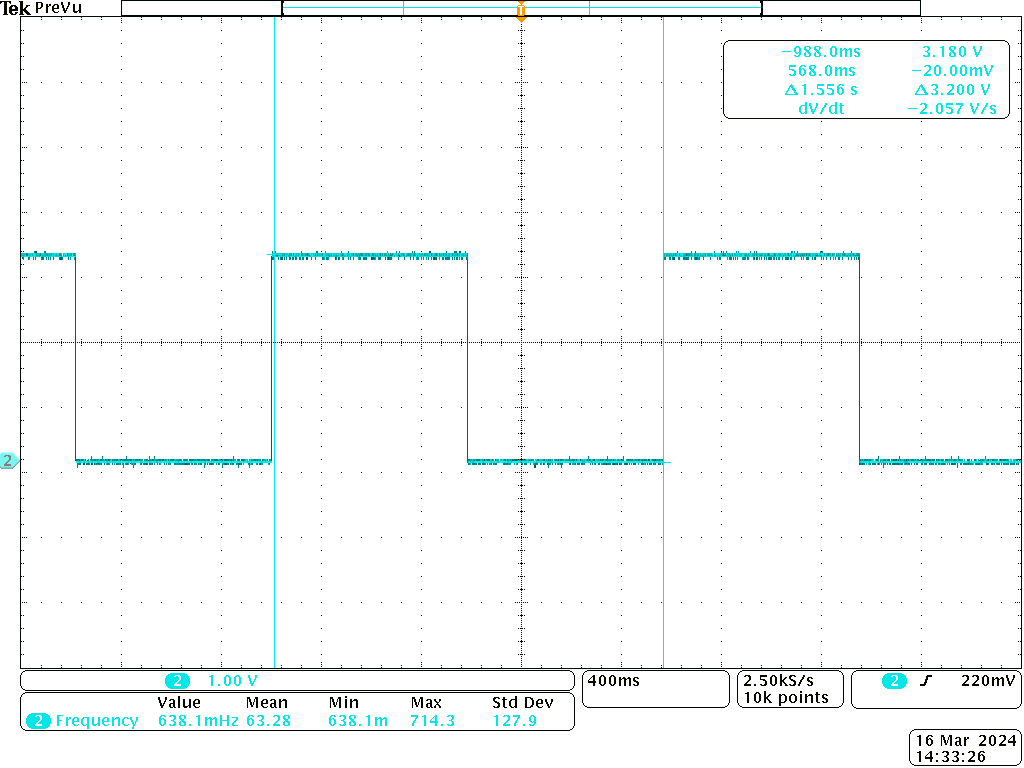 Tek PreVu
T
−988.0ms 3.180 V
568.0ms −20.00mV
Δ1.556 s Δ3.200 V
dV/dt −2.057 V/s
2
2 1.00 V
400ms
2.50kS/s
10k points
2 220mV
Value Mean Min Max Std Dev
2 Frequency 638.1mHz 63.28 638.1m 714.3 127.9
16 Mar 2024
14:33:26